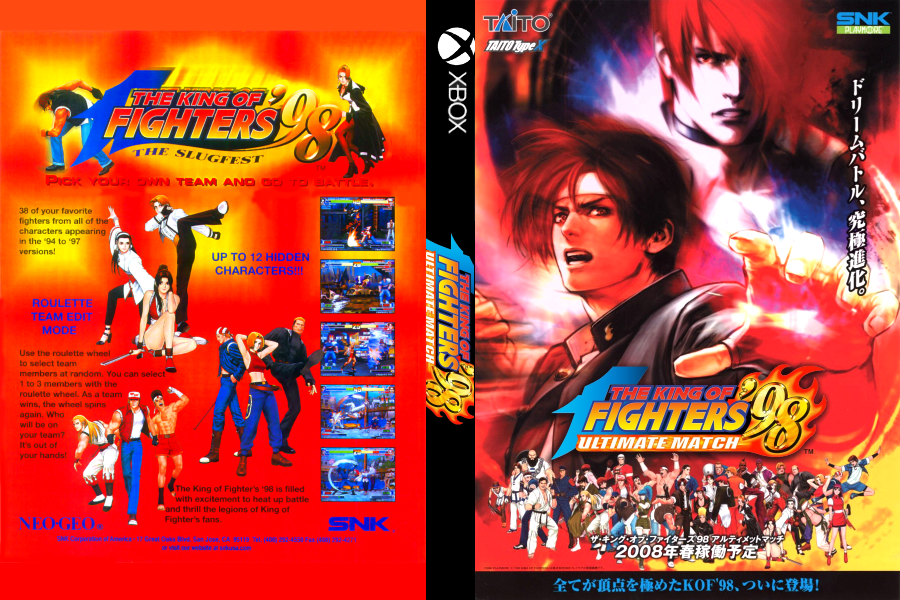 THE KING OF
FIGHTERS '98
THE SLUGFEST
PICK YOUR OWN TEAM AND GO TO BATTLE.
38 of your favorite
fighters from all of the
characters appearing
in the '94 to '97
versions!
UP TO 12 HIDDEN
CHARACTERS!!!
ROULETTE
TEAM EDIT
MODE
Use the roulette wheel
to select team
members at random. You can select
1 to 3 members with the
roulette wheel. As a team
wins, the wheel spins
again. Who
will be on
your team?
It's out of
your hands!
The King of Fighter's '98 is filled
with excitement to heat up battle
and thrill the legions of King of
Fighter's fans.
NEO•GEO®
SNK
XBOX
THE KING OF
FIGHTERS '98
ULTIMATE MATCH
TAITO
TAITO Type X
SNK
PLAYMORE
ドリームバトル、究極進化。
THE KING OF
FIGHTERS '98
ULTIMATE MATCH
TM
ザ・キング・オブ・ファイターズ '98 アルティメットマッチ
2008年春稼働予定
全てが頂点を極めたKOF'98、ついに登場!